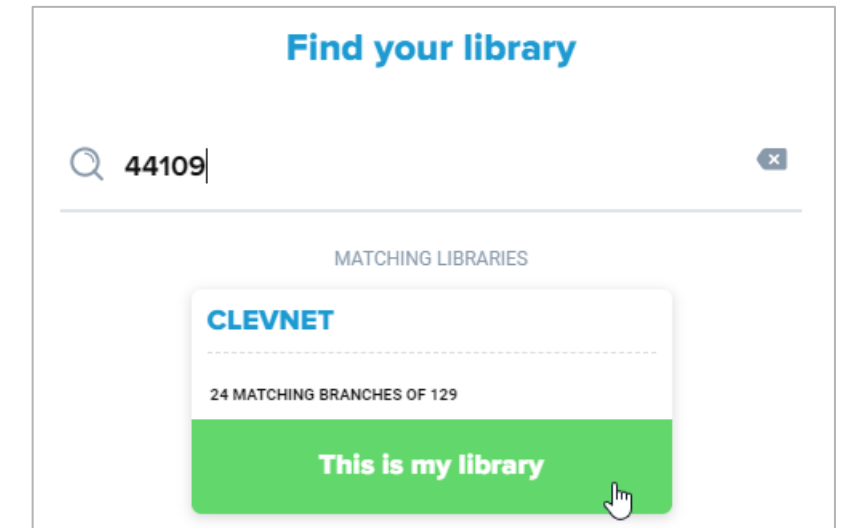 Find your library
44109
MATCHING LIBRARIES
CLEVNET
24 MATCHING BRANCHES OF 129
This is my library